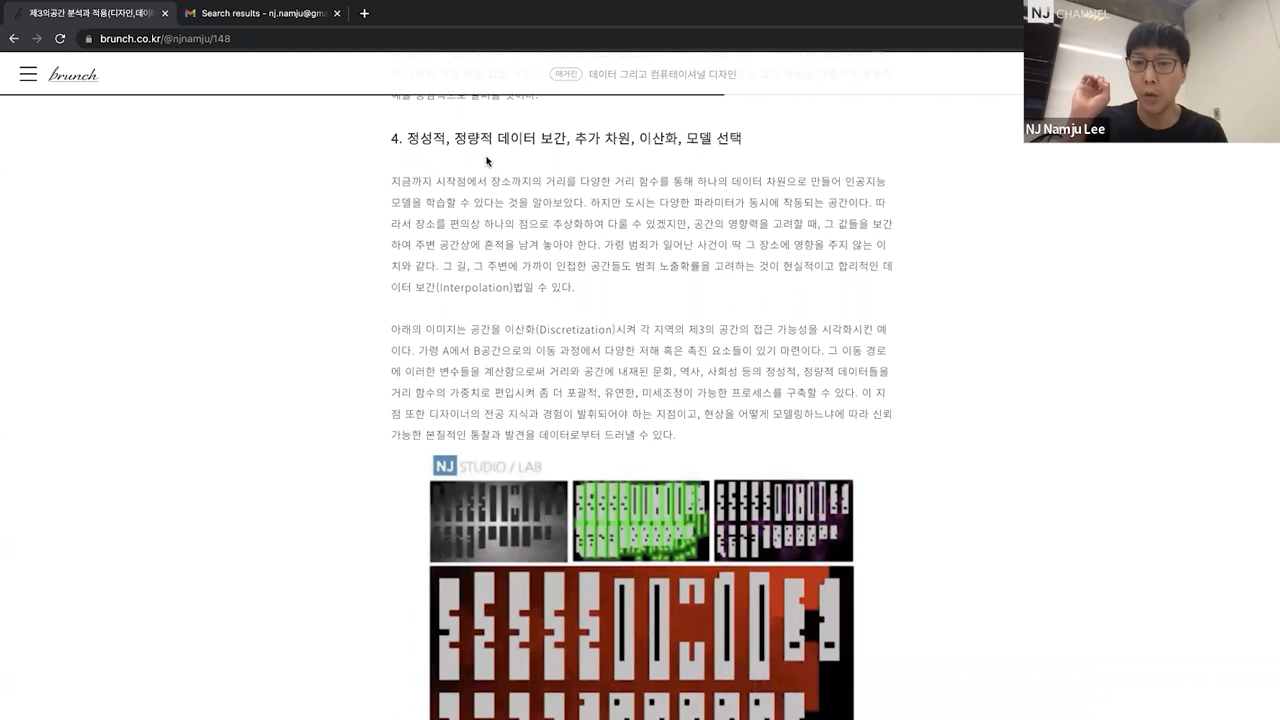 제3의공간 분석과 적용(디자인,데이터
Search results - nj.namju@gm
brunch.co.kr/@njnamju/148
NJ CHANNEL
NJ Namju Lee
brunch
매거진 데이터 그리고 컴퓨테이셔널 디자인
4. 정성적, 정량적 데이터 보간, 추가 차원, 이산화, 모델 선택
지금까지 시작점에서 장소까지의 거리를 다양한 거리 함수를 통해 하나의 데이터 차원으로 만들어 인공지능
모델을 학습할 수 있다는 것을 알아보았다. 하지만 도시는 다양한 파라미터가 동시에 작동되는 공간이다. 따
라서 장소를 편의상 하나의 점으로 추상화하여 다룰 수 있겠지만, 공간의 영향력을 고려할 때, 그 값들을 보간
하여 주변 공간상에 흔적을 남겨 놓아야 한다. 가령 범죄가 일어난 사건이 딱 그 장소에 영향을 주지 않는 이
치와 같다. 그 길, 그 주변에 가까이 인접한 공간들도 범죄 노출확률을 고려하는 것이 현실적이고 합리적인 데
이터 보간(Interpolation)법일 수 있다.
아래의 이미지는 공간을 이산화(Discretization)시켜 각 지역의 제3의 공간의 접근 가능성을 시각화시킨 예
이다. 가령 A에서 B공간으로의 이동 과정에서 다양한 저해 혹은 촉진 요소들이 있기 마련이다. 그 이동 경로
에 이러한 변수들을 계산함으로써 거리와 공간에 내재된 문화, 역사, 사회성 등의 정성적, 정량적 데이터들을
거리 함수의 가중치로 편입시켜 좀 더 포괄적, 유연한, 미세조정이 가능한 프로세스를 구축할 수 있다. 이 지
점 또한 디자이너의 전공 지식과 경험이 발휘되어야 하는 지점이고, 현상을 어떻게 모델링하느냐에 따라 신뢰
가능한 본질적인 통찰과 발견을 데이터로부터 드러낼 수 있다.
NJ STUDIO / LAB